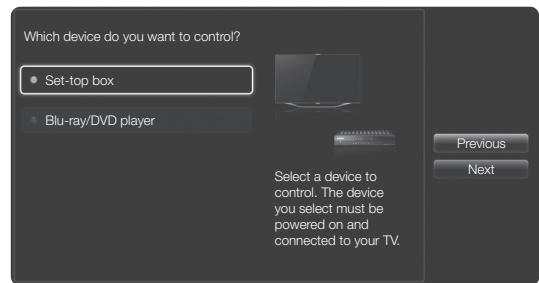 Which device do you want to control?
Set-top box
Blu-ray/DVD player
Select a device to
control. The device
you select must be
powered on and
connected to your TV.
Previous
Next